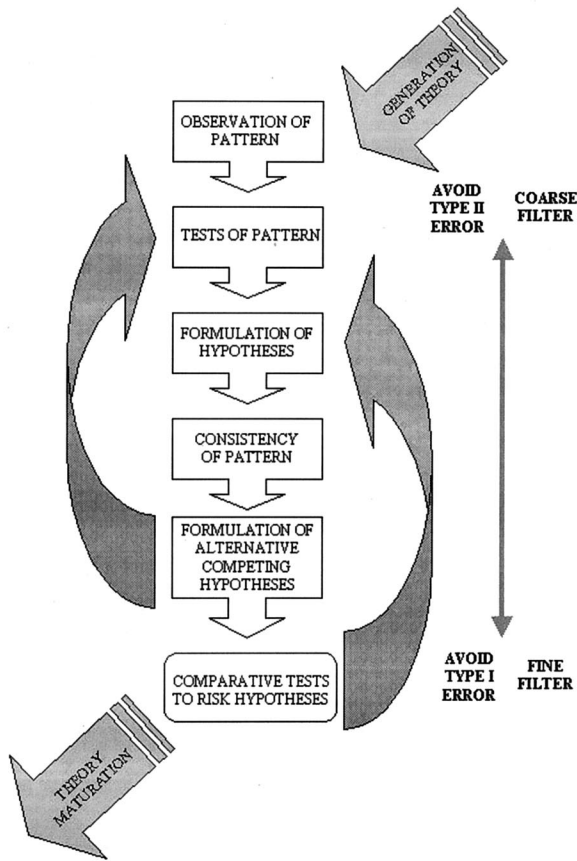 GENERATION
OF THEORY
OBSERVATION OF
PATTERN
AVOID
TYPE II
ERROR
COARSE
FILTER
TESTS OF PATTERN
FORMULATION OF
HYPOTHESES
CONSISTENCY
OF PATTERN
FORMULATION OF
ALTERNATIVE
COMPETING
HYPOTHESES
COMPARATIVE TESTS
TO RISK HYPOTHESES
AVOID
TYPE I
ERROR
FINE
FILTER
THEORY
MATURATION